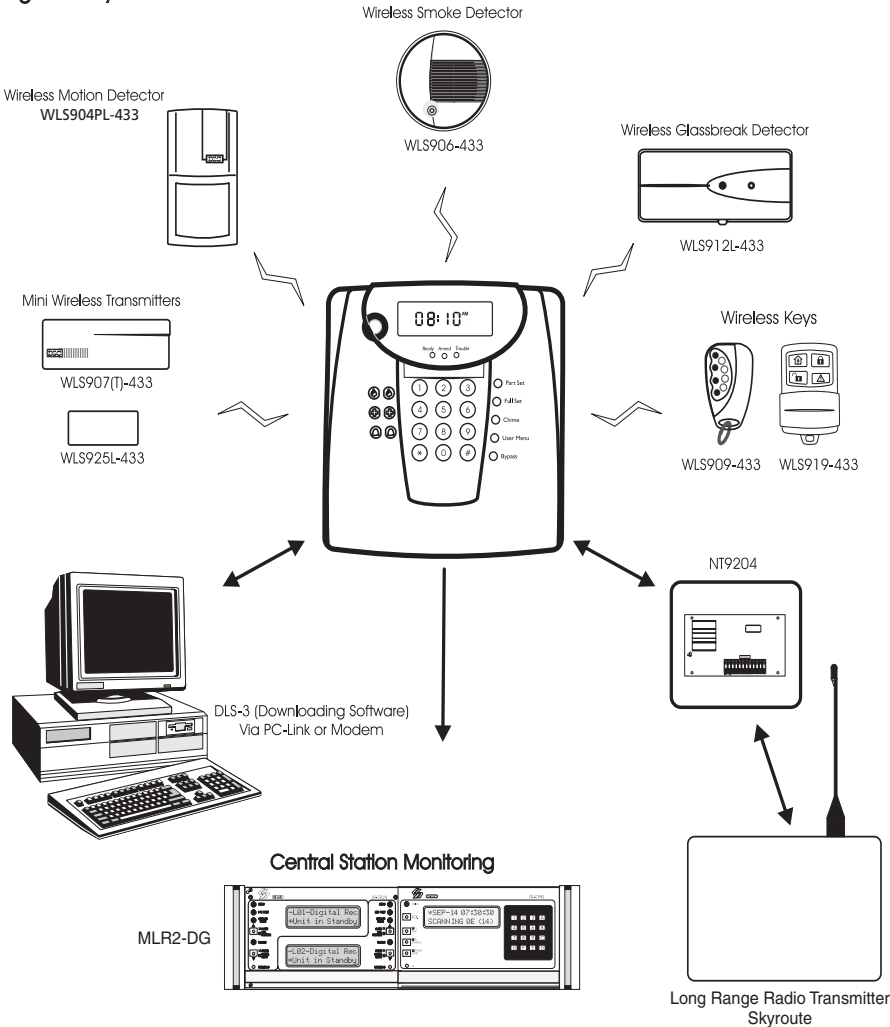 Wireless Smoke Detector
WLS906-433
Wireless Motion Detector
WLS904PL-433
Wireless Glassbreak Detector
WLS912L-433
Mini Wireless Transmitters
WLS907(T)-433
WLS925L-433
08:10 AM
Ready Armed Trouble
1 2 3
4 5 6
7 8 9
* 0 #
Part Set
Full Set
Chime
User Menu
Bypass
Wireless Keys
WLS909-433 WLS919-433
NT9204
DLS-3 (Downloading Software)
Via PC-Link or Modem
Central Station Monitoring
MLR2-DG
-L01-Digital Rec
*Unit in Standby
-L02-Digital Rec
*Unit in Standby
*SEP-14 07:30:30
SCANNING 0E (14)
Long Range Radio Transmitter
Skyroute